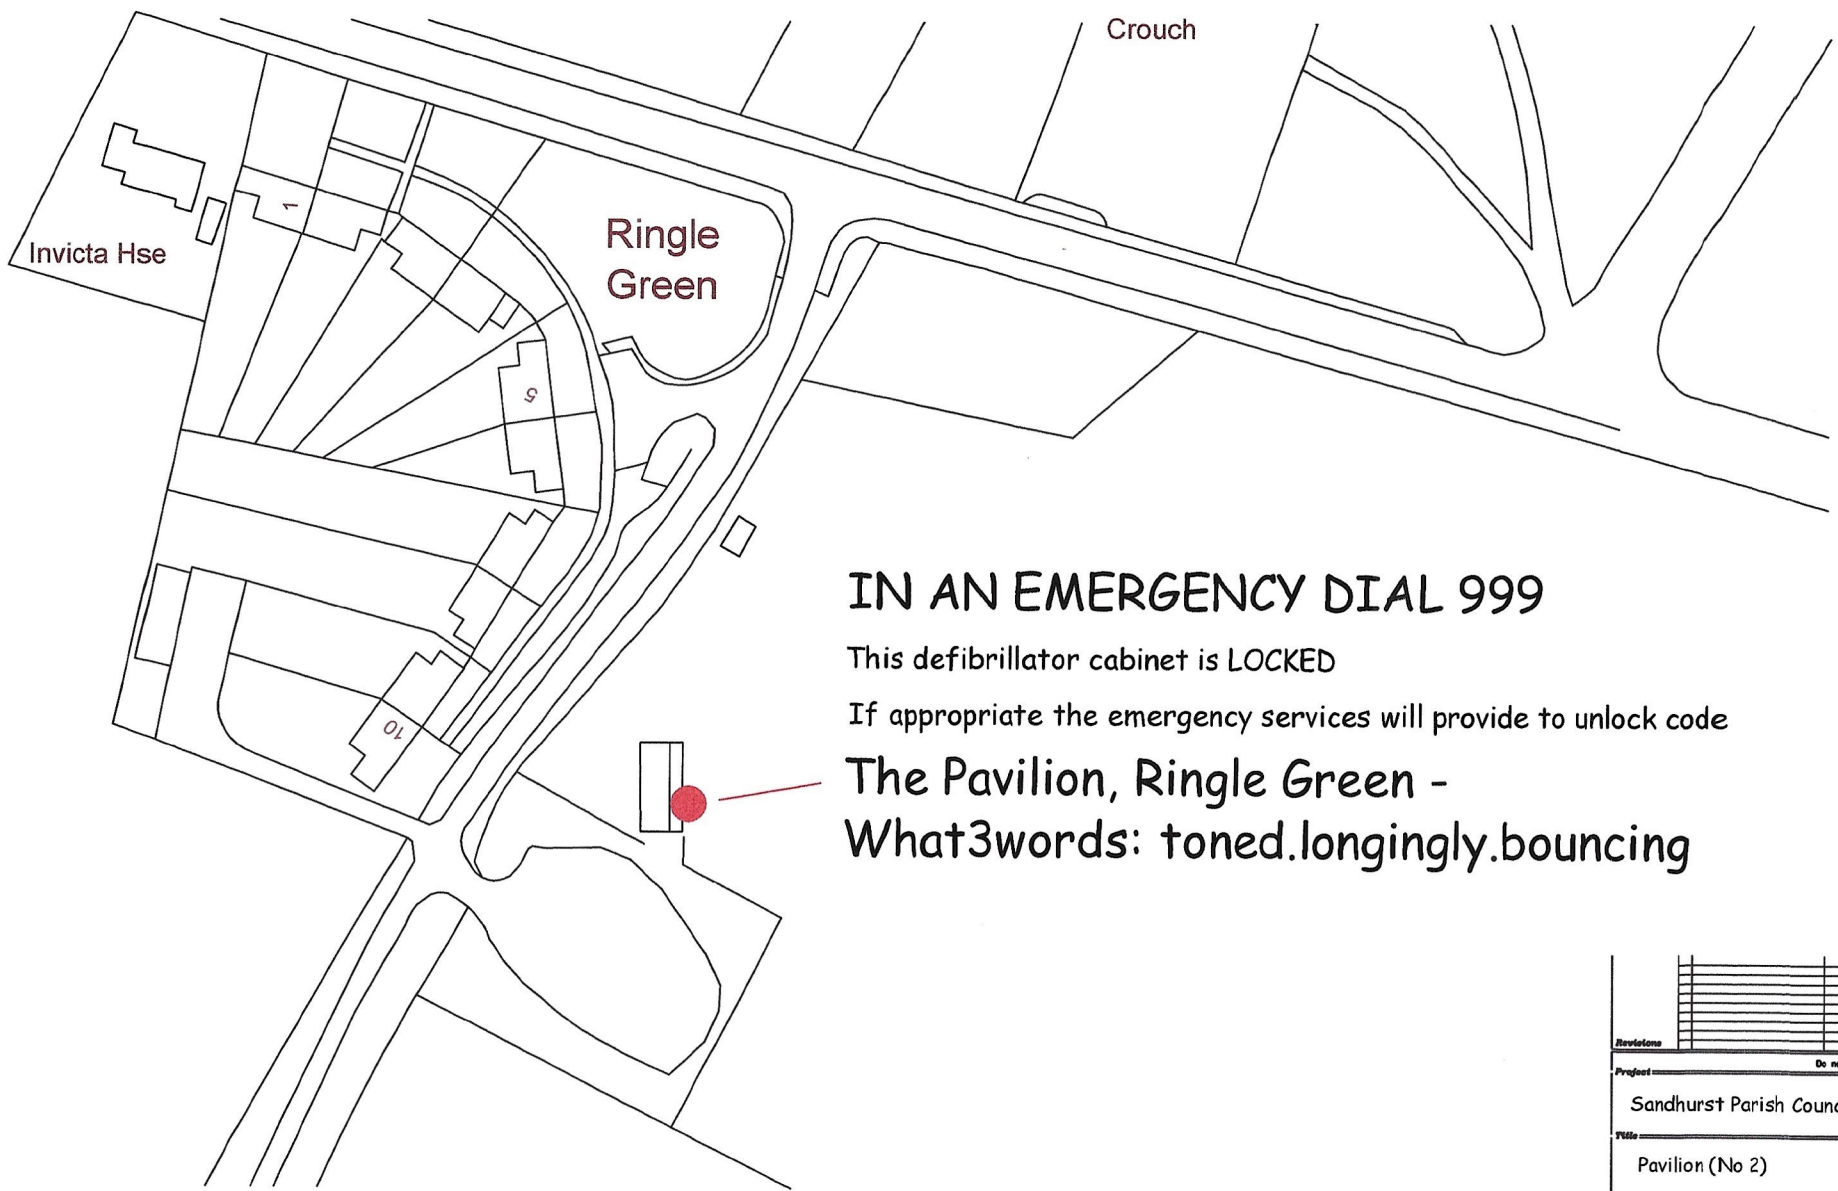 Crouch
Ringle
Green
Invicta Hse
1
5
10
IN AN EMERGENCY DIAL 999
This defibrillator cabinet is LOCKED
If appropriate the emergency services will provide to unlock code
The Pavilion, Ringle Green -
What3words: toned.longingly.bouncing
Revisions
Do
Project
Sandhurst Parish
Title
Pavilion (No 2)